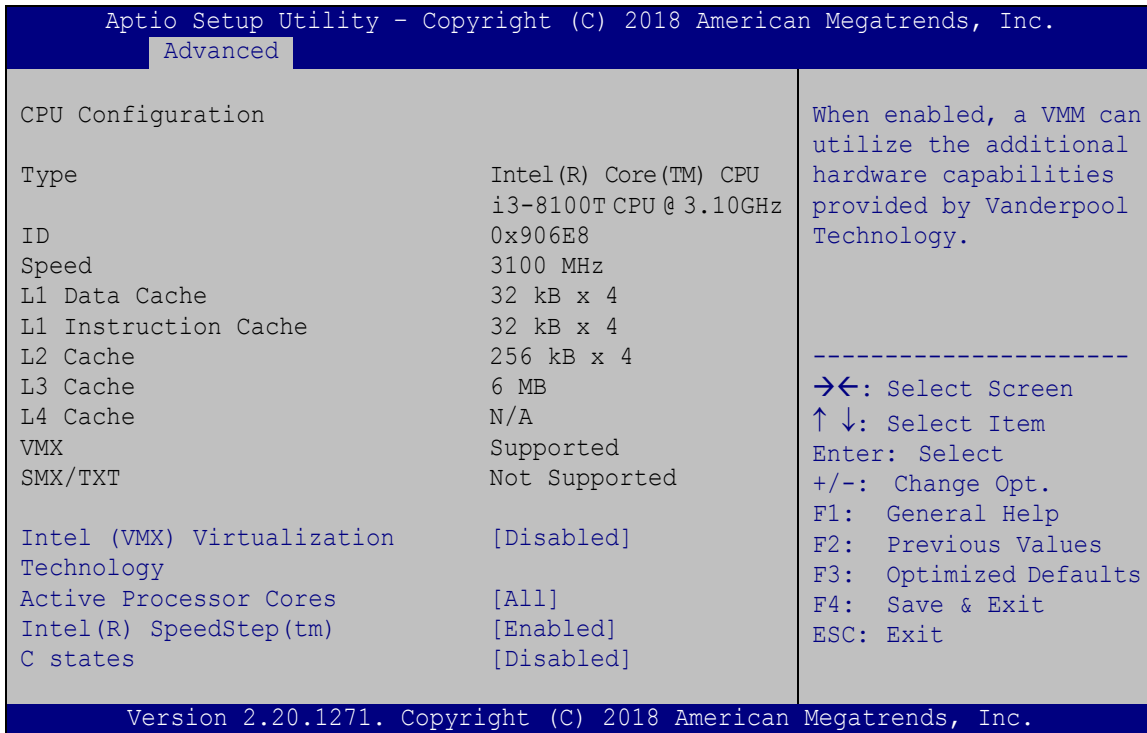 Aptio Setup Utility – Copyright (C) 2018 American Megatrends, Inc.
Advanced
CPU Configuration
Type Intel(R) Core(TM) CPU
i3-8100T CPU @ 3.10GHz
ID 0x906E8
Speed 3100 MHz
L1 Data Cache 32 kB x 4
L1 Instruction Cache 32 kB x 4
L2 Cache 256 kB x 4
L3 Cache 6 MB
L4 Cache N/A
VMX Supported
SMX/TXT Not Supported
Intel (VMX) Virtualization [Disabled]
Technology
Active Processor Cores [All]
Intel(R) SpeedStep(tm) [Enabled]
C states [Disabled]
When enabled, a VMM can
utilize the additional
hardware capabilities
provided by Vanderpool
Technology.
----------------------
→←: Select Screen
↑ ↓: Select Item
Enter: Select
+/-: Change Opt.
F1: General Help
F2: Previous Values
F3: Optimized Defaults
F4: Save & Exit
ESC: Exit
Version 2.20.1271. Copyright (C) 2018 American Megatrends, Inc.